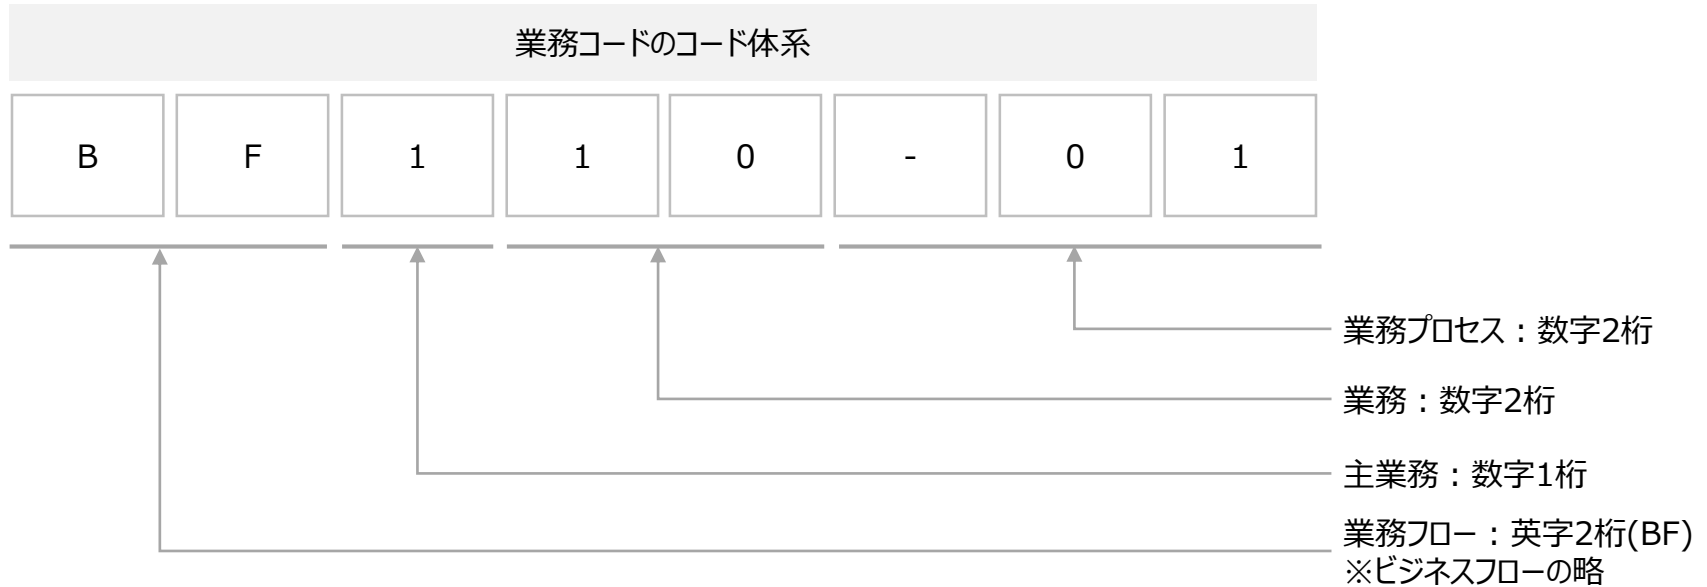 業務コードのコード体系
B F 1 1 0 - 0 1
業務プロセス：数字2桁
業務：数字2桁
主業務：数字1桁
業務フロー：英字2桁(BF)
※ビジネスフローの略